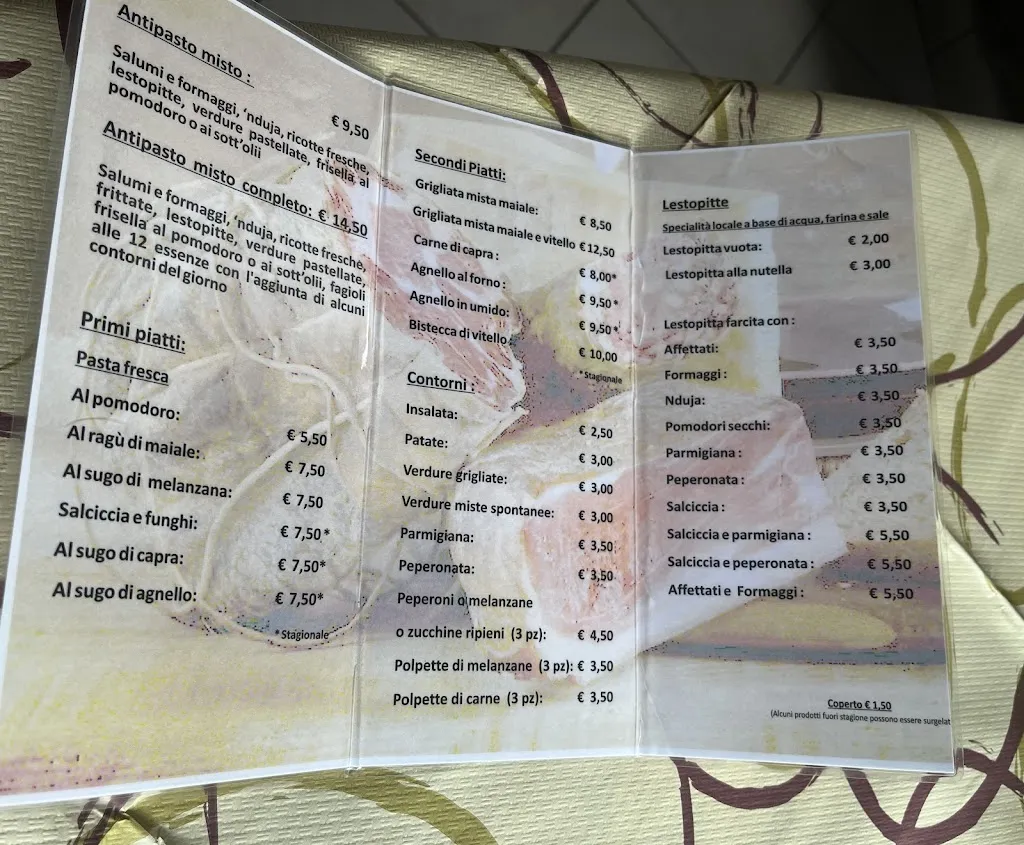 Antipasto misto :
€ 9,50
Salumi e formaggi, 'nduja, ricotte fresche,
lestopitte, verdure pastellate, frisella al
pomodoro o ai sott'olii
Antipasto misto completo: € 14,50
Salumi e formaggi, 'nduja, ricotte fresche,
frittate, lestopitte, verdure pastellate,
frisella al pomodoro o ai sott'olii, fagioli
alle 12 essenze con l'aggiunta di alcuni
contorni del giorno
Primi piatti:
Pasta fresca
Al pomodoro: € 5,50
Al ragù di maiale: € 7,50
Al sugo di melanzana: € 7,50
Salciccia e funghi: € 7,50*
Al sugo di capra: € 7,50*
Al sugo di agnello: € 7,50*
*Stagionale
Secondi Piatti:
Grigliata mista maiale: € 8,50
Grigliata mista maiale e vitello €12,50
Carne di capra : € 8,00*
Agnello al forno : € 9,50*
Agnello in umido: € 9,50*
Bistecca di vitello € 10,00
*Stagionale
Contorni :
Insalata: € 2,50
Patate: € 3,00
Verdure grigliate: € 3,00
Verdure miste spontanee: € 3,00
Parmigiana: € 3,50
Peperonata: € 3,50
Peperoni o melanzane
o zucchine ripieni (3 pz): € 4,50
Polpette di melanzane (3 pz): € 3,50
Polpette di carne (3 pz): € 3,50
Lestopitte
Specialità locale a base di acqua, farina e sale
Lestopitta vuota: € 2,00
Lestopitta alla nutella € 3,00
Lestopitta farcita con :
Affettati: € 3,50
Formaggi : € 3,50
Nduja: € 3,50
Pomodori secchi: € 3,50
Parmigiana : € 3,50
Peperonata : € 3,50
Salciccia : € 3,50
Salciccia e parmigiana : € 5,50
Salciccia e peperonata : € 5,50
Affettati e Formaggi : € 5,50
Coperto € 1,50
(Alcuni prodotti fuori stagione possono essere surgelat